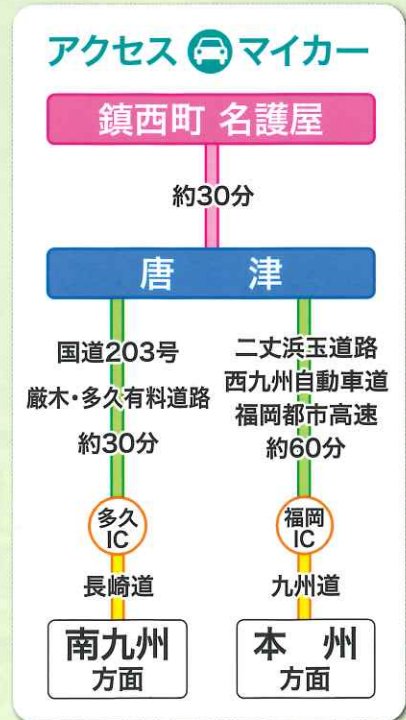 アクセス マイカー
鎮西町 名護屋
約30分
唐 津
国道203号
厳木・多久有料道路
約30分
多久
IC
長崎道
南九州
方面
二丈浜玉道路
西九州自動車道
福岡都市高速
約60分
福岡
IC
九州道
本 州
方面